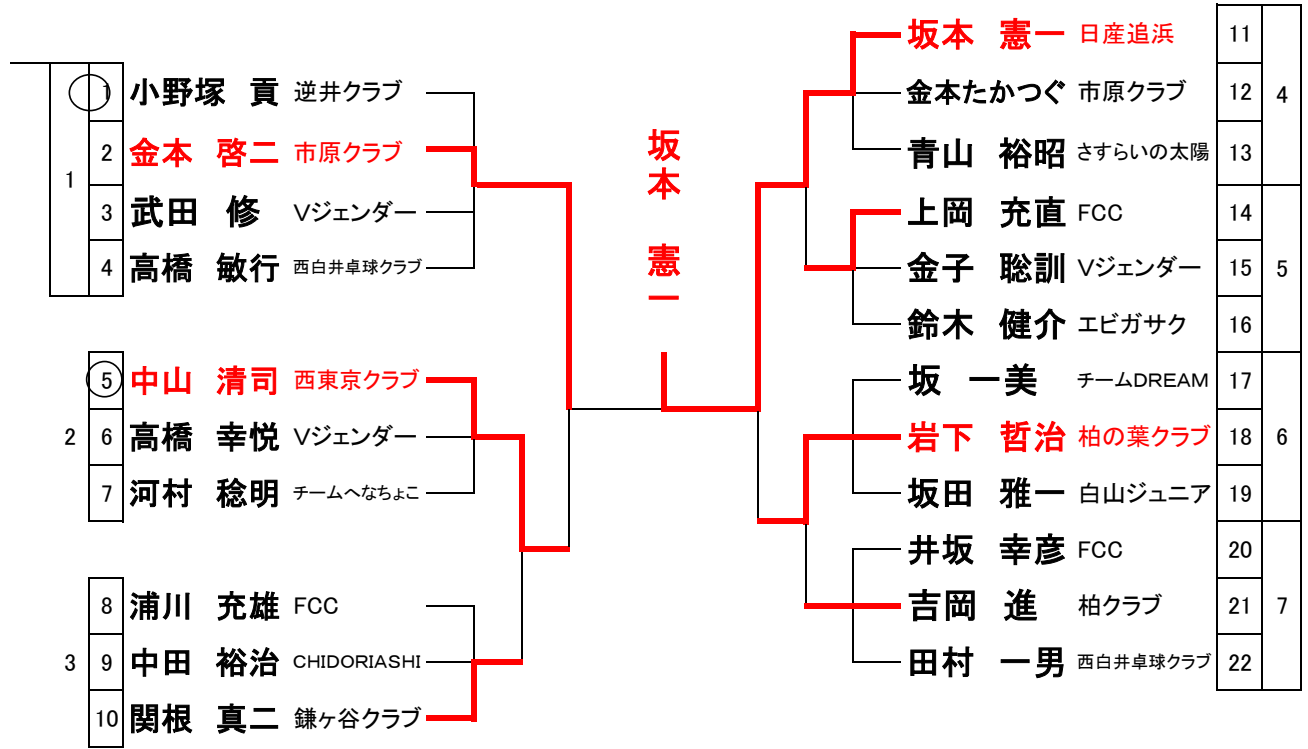 1
1 小野塚 貢 逆井クラブ
2 金本 啓二 市原クラブ
3 武田 修 Vジェンダー
4 高橋 敏行 西白井卓球クラブ
2
5 中山 清司 西東京クラブ
6 高橋 幸悦 Vジェンダー
7 河村 稔明 チームへなちょこ
3
8 浦川 充雄 FCC
9 中田 裕治 CHIDORIASHI
10 関根 真二 鎌ヶ谷クラブ
坂本 憲一
坂本 憲一 日産追浜 11
金本たかつぐ 市原クラブ 12
青山 裕昭 さすらいの太陽 13
4
上岡 充直 FCC 14
金子 聡訓 Vジェンダー 15
鈴木 健介 エビガサク 16
5
坂 一美 チームDREAM 17
岩下 哲治 柏の葉クラブ 18
坂田 雅一 白山ジュニア 19
6
井坂 幸彦 FCC 20
吉岡 進 柏クラブ 21
田村 一男 西白井卓球クラブ 22
7